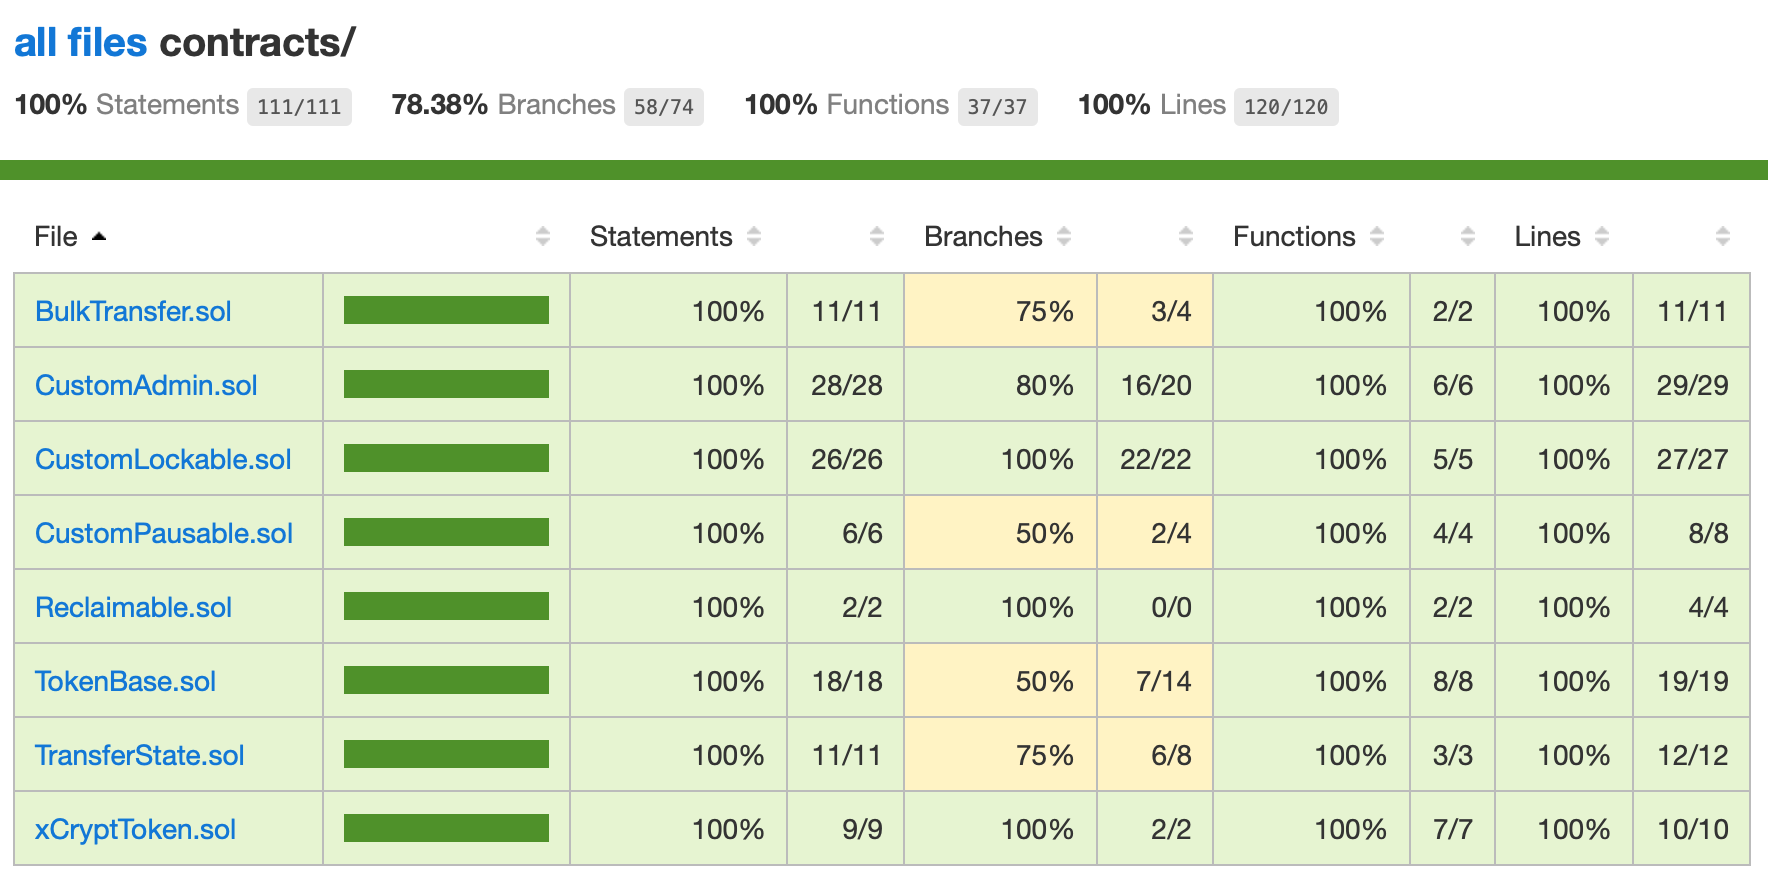 all files contracts/
100% Statements 111/111 78.38% Branches 58/74 100% Functions 37/37 100% Lines 120/120
File Statements Branches Functions Lines
BulkTransfer.sol 100% 11/11 75% 3/4 100% 2/2 100% 11/11
CustomAdmin.sol 100% 28/28 80% 16/20 100% 6/6 100% 29/29
CustomLockable.sol 100% 26/26 100% 22/22 100% 5/5 100% 27/27
CustomPausable.sol 100% 6/6 50% 2/4 100% 4/4 100% 8/8
Reclaimable.sol 100% 2/2 100% 0/0 100% 2/2 100% 4/4
TokenBase.sol 100% 18/18 50% 7/14 100% 8/8 100% 19/19
TransferState.sol 100% 11/11 75% 6/8 100% 3/3 100% 12/12
xCryptToken.sol 100% 9/9 100% 2/2 100% 7/7 100% 10/10